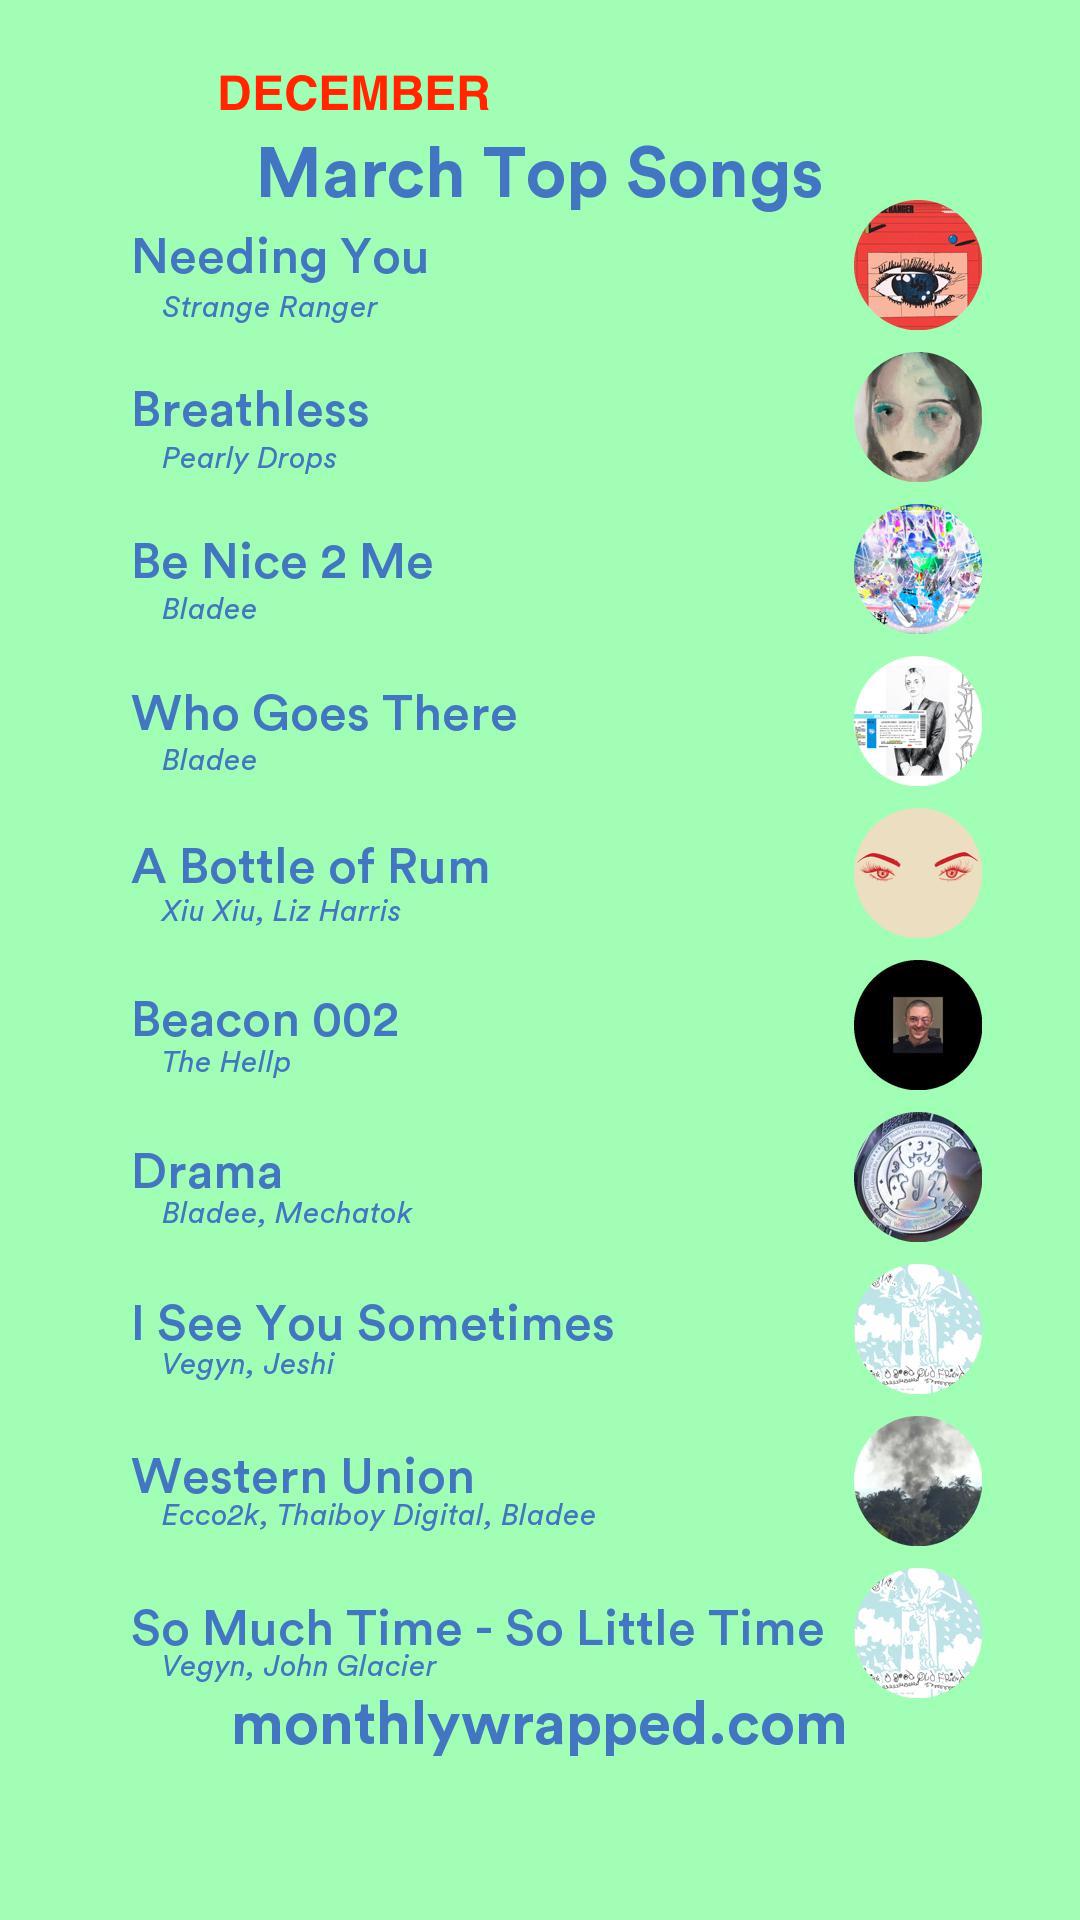 DECEMBER
March Top Songs
Needing You
Strange Ranger
Breathless
Pearly Drops
Be Nice 2 Me
Bladee
Who Goes There
Bladee
A Bottle of Rum
Xiu Xiu, Liz Harris
Beacon 002
The Hellp
Drama
Bladee, Mechatok
I See You Sometimes
Vegyn, Jeshi
Western Union
Ecco2k, Thaiboy Digital, Bladee
So Much Time - So Little Time
Vegyn, John Glacier
monthlywrapped.com